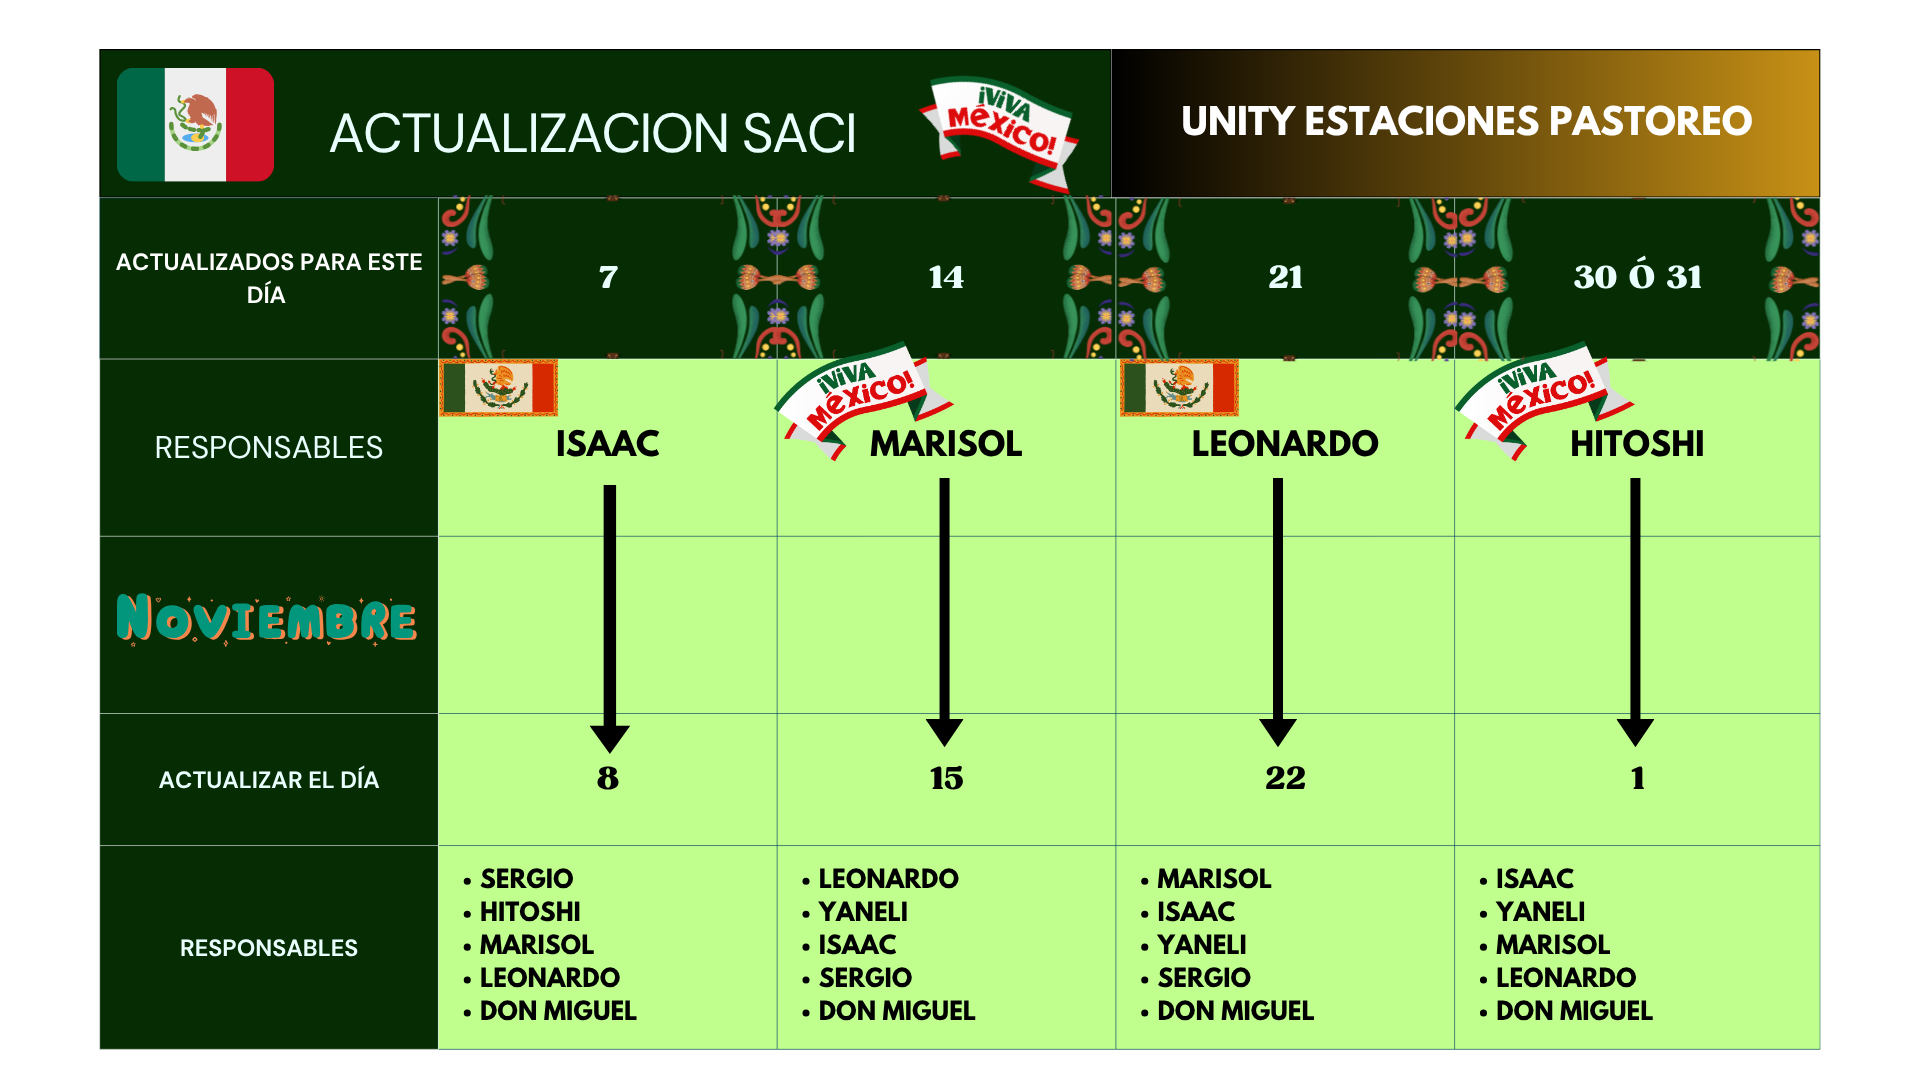 ACTUALIZACION SACI
¡VIVA
MÉXICO!
UNITY ESTACIONES PASTOREO
ACTUALIZADOS PARA ESTE
DÍA
7
14
21
30 Ó 31
RESPONSABLES
ISAAC
¡VIVA
MÉXICO!
MARISOL
LEONARDO
¡VIVA
MÉXICO!
HITOSHI
NOVIEMBRE
ACTUALIZAR EL DÍA
8
15
22
1
RESPONSABLES
• SERGIO
• HITOSHI
• MARISOL
• LEONARDO
• DON MIGUEL
• LEONARDO
• YANELI
• ISAAC
• SERGIO
• DON MIGUEL
• MARISOL
• ISAAC
• YANELI
• SERGIO
• DON MIGUEL
• ISAAC
• YANELI
• MARISOL
• LEONARDO
• DON MIGUEL